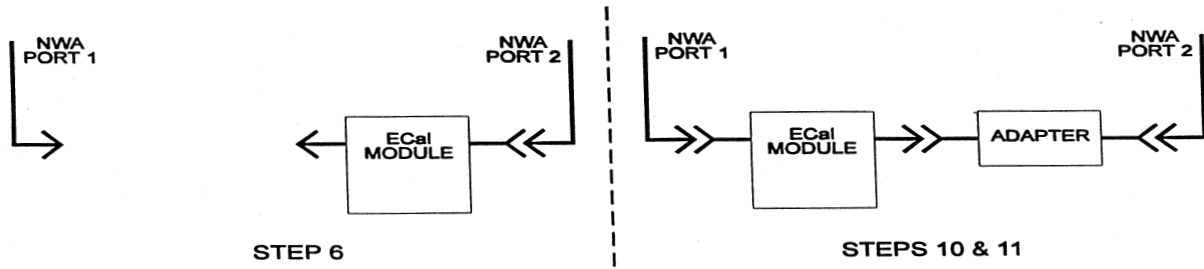 NWA
PORT 1
NWA
PORT 2
ECal
MODULE
STEP 6
NWA
PORT 1
NWA
PORT 2
ECal
MODULE
ADAPTER
STEPS 10 & 11